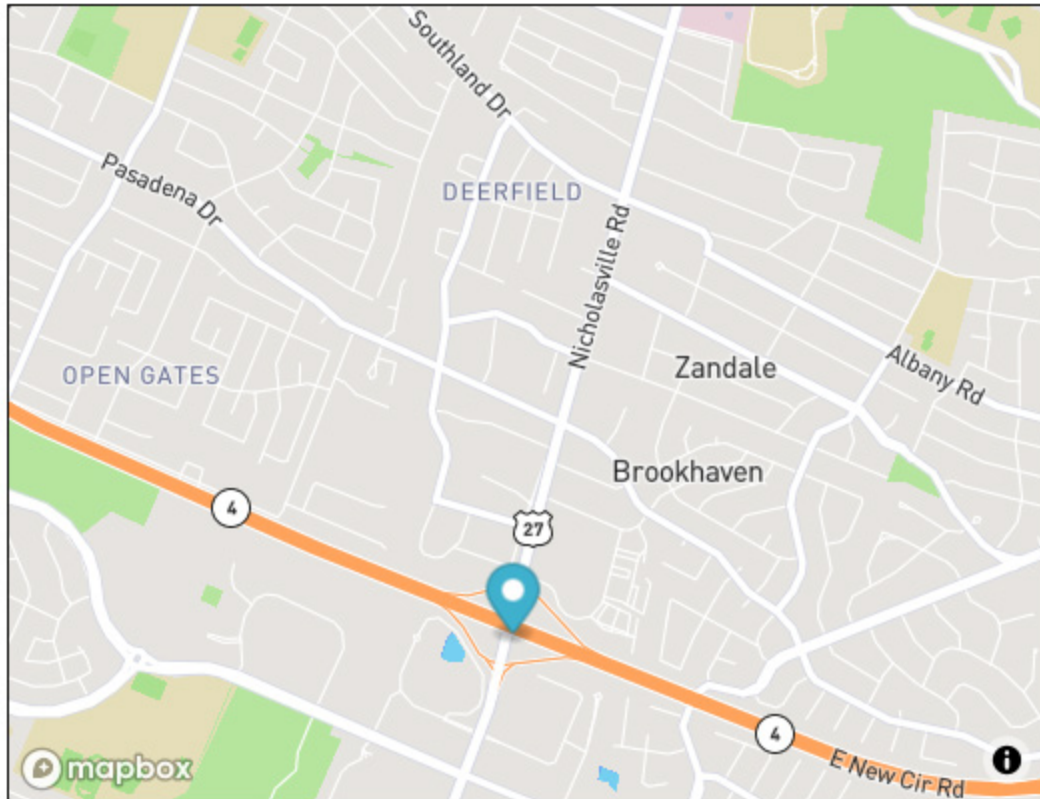 Southland Dr
Pasadena Dr
DEERFIELD
Nicholasville Rd
Zandale
OPEN GATES
Albany Rd
Brookhaven
4
27
4
E New Cir Rd
mapbox
i